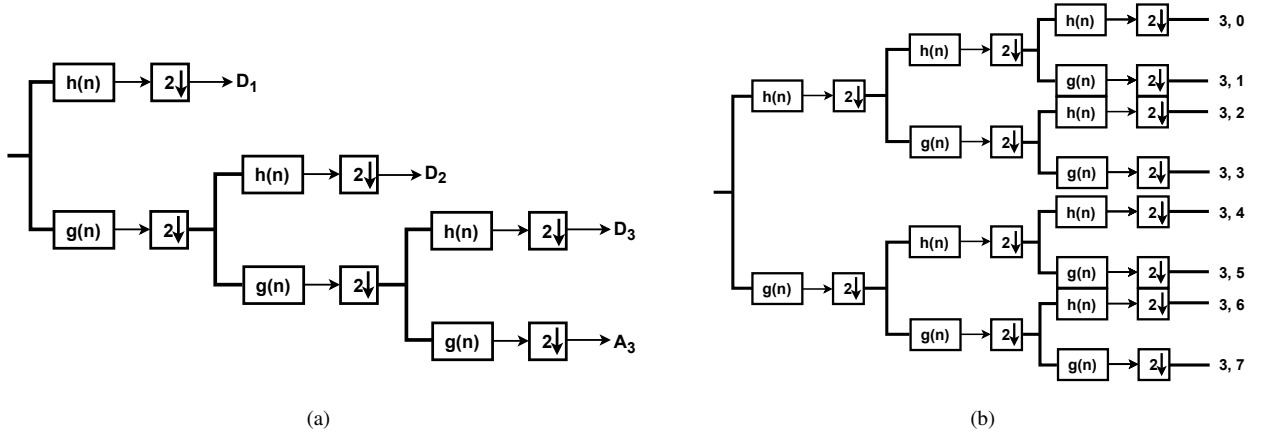 h(n) 2↓ D1
h(n) 2↓ D2
g(n) 2↓
h(n) 2↓ D3
g(n) 2↓
g(n) 2↓ A3
(a)
h(n) 2↓ 3, 0
h(n) 2↓
g(n) 2↓ 3, 1
h(n) 2↓
h(n) 2↓ 3, 2
g(n) 2↓
g(n) 2↓ 3, 3
h(n) 2↓ 3, 4
h(n) 2↓
g(n) 2↓ 3, 5
g(n) 2↓
h(n) 2↓ 3, 6
g(n) 2↓
g(n) 2↓ 3, 7
(b)